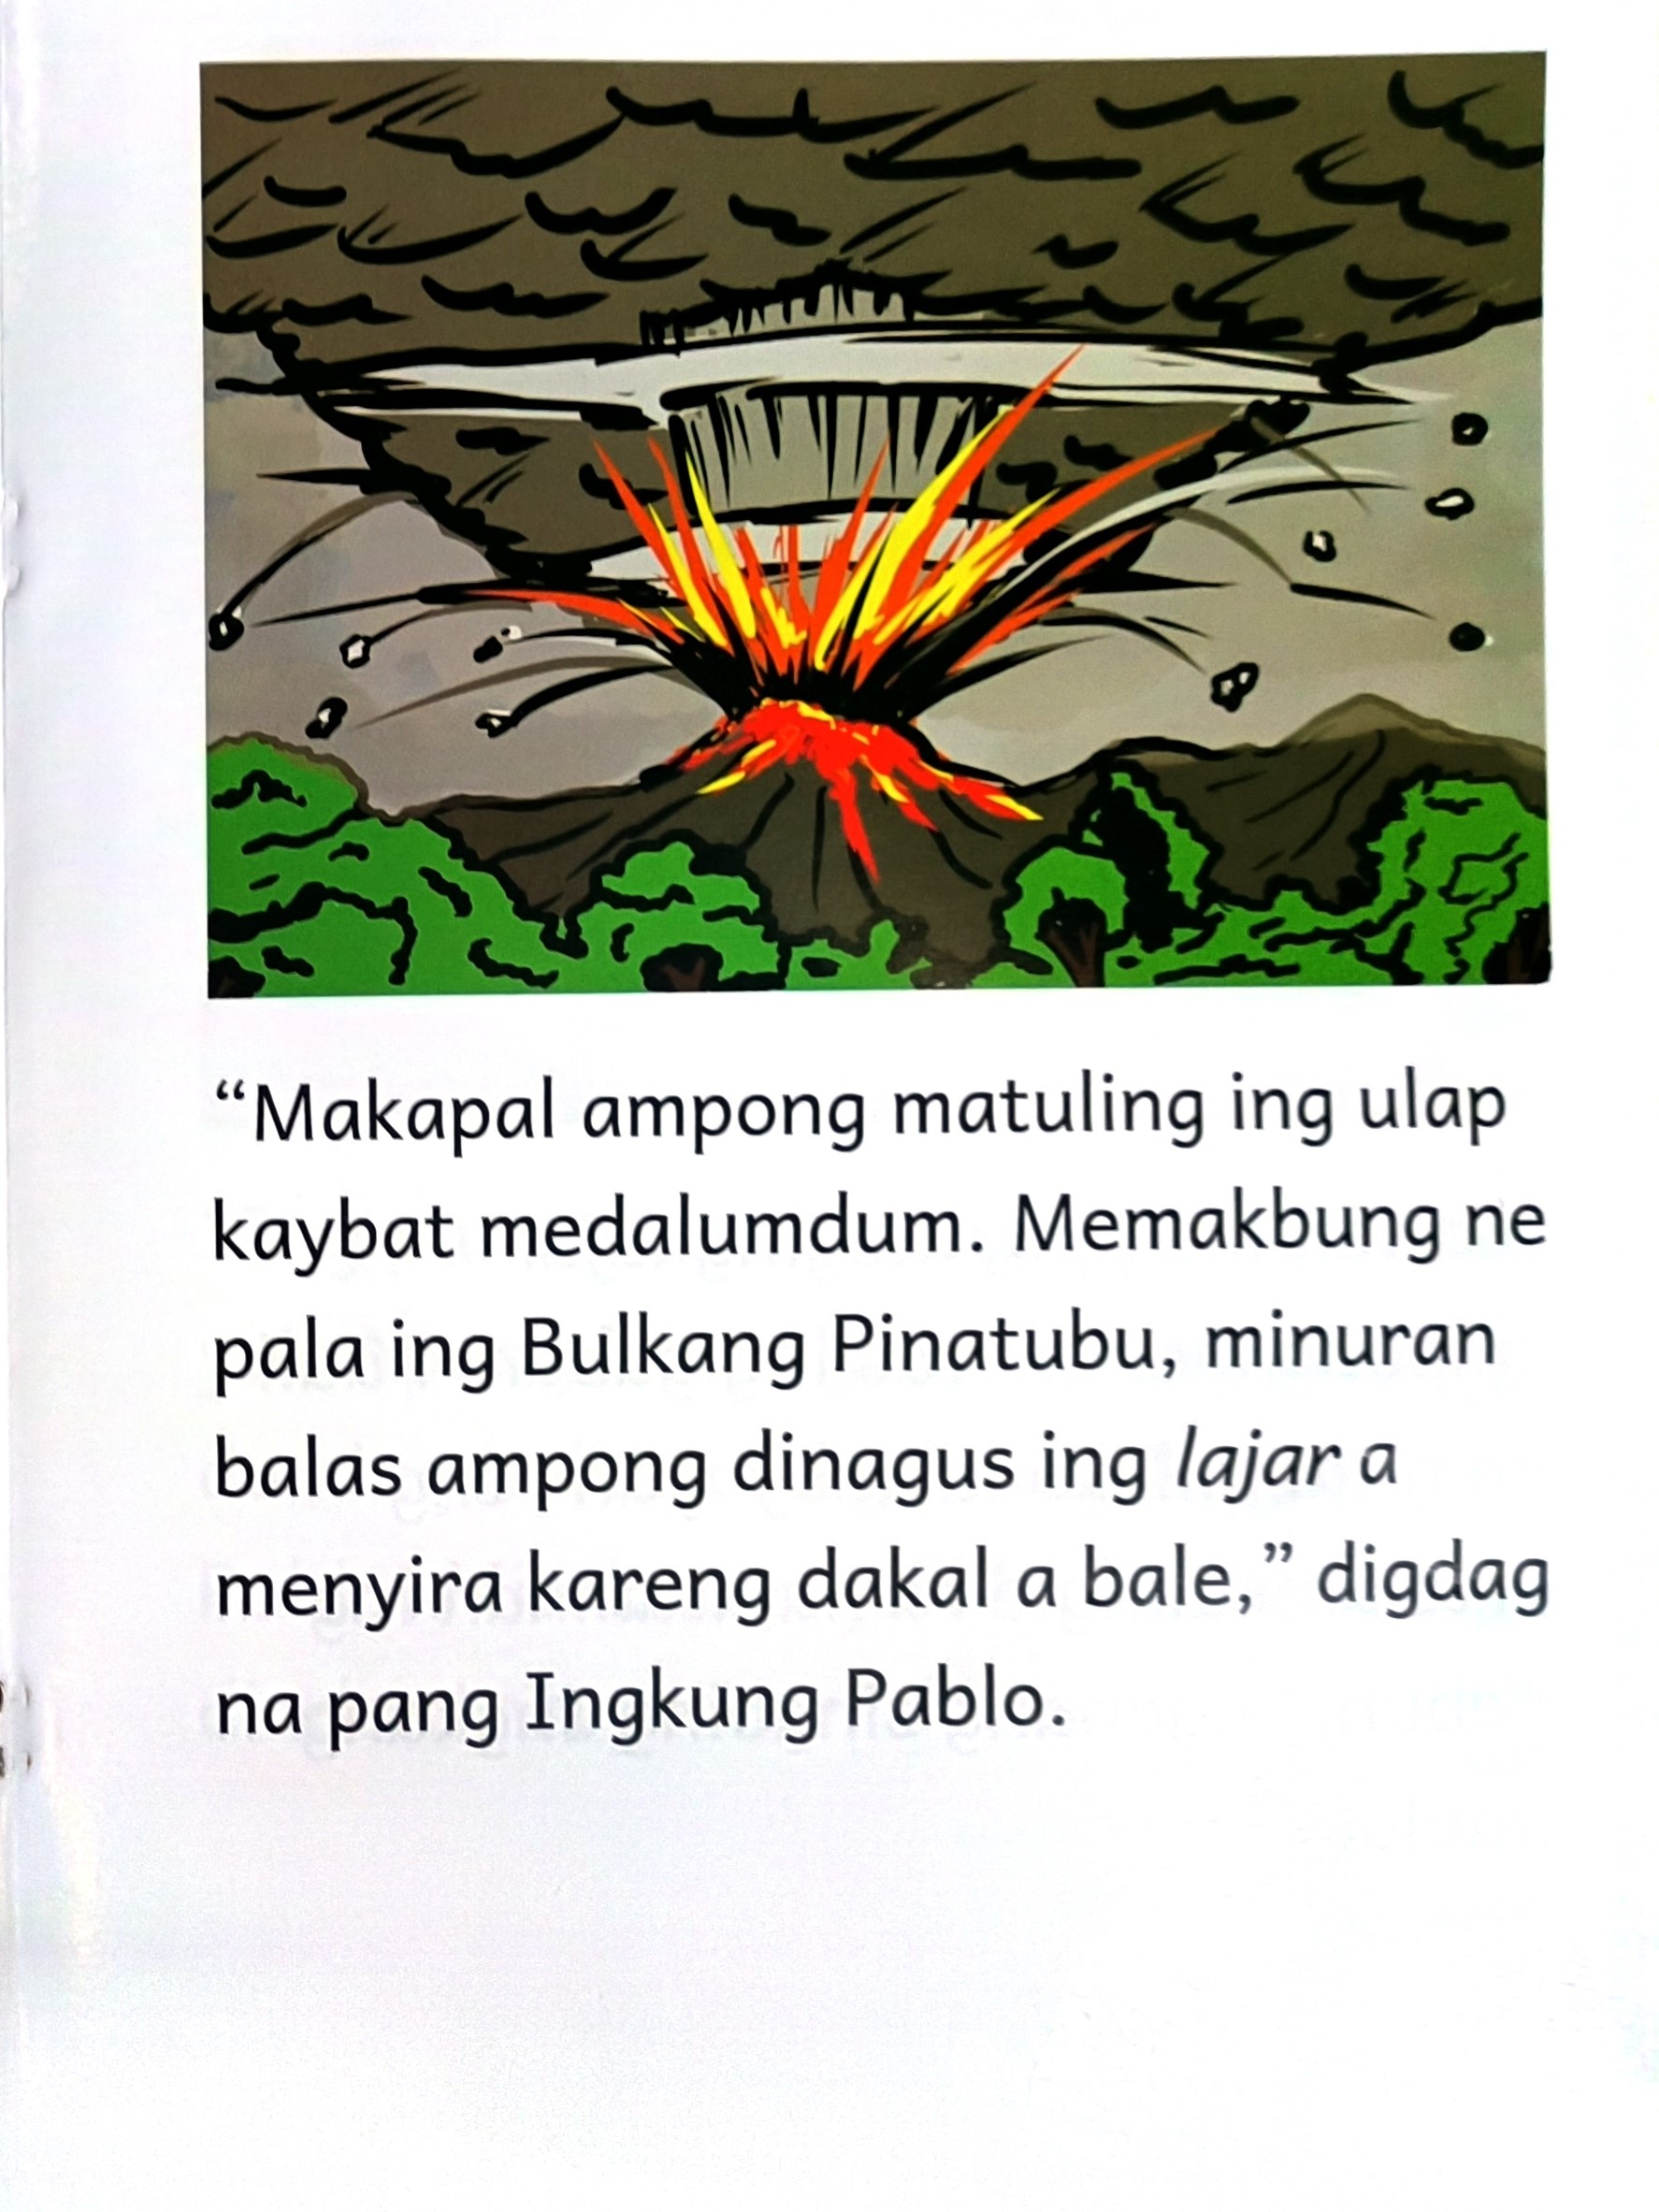 “Makapal ampong matuling ing ulap
kaybat medalumdum. Memakbung ne
pala ing Bulkang Pinatubu, minuran
balas ampong dinagus ing lajar a
menyira kareng dakal a bale,” digdag
na pang Ingkung Pablo.